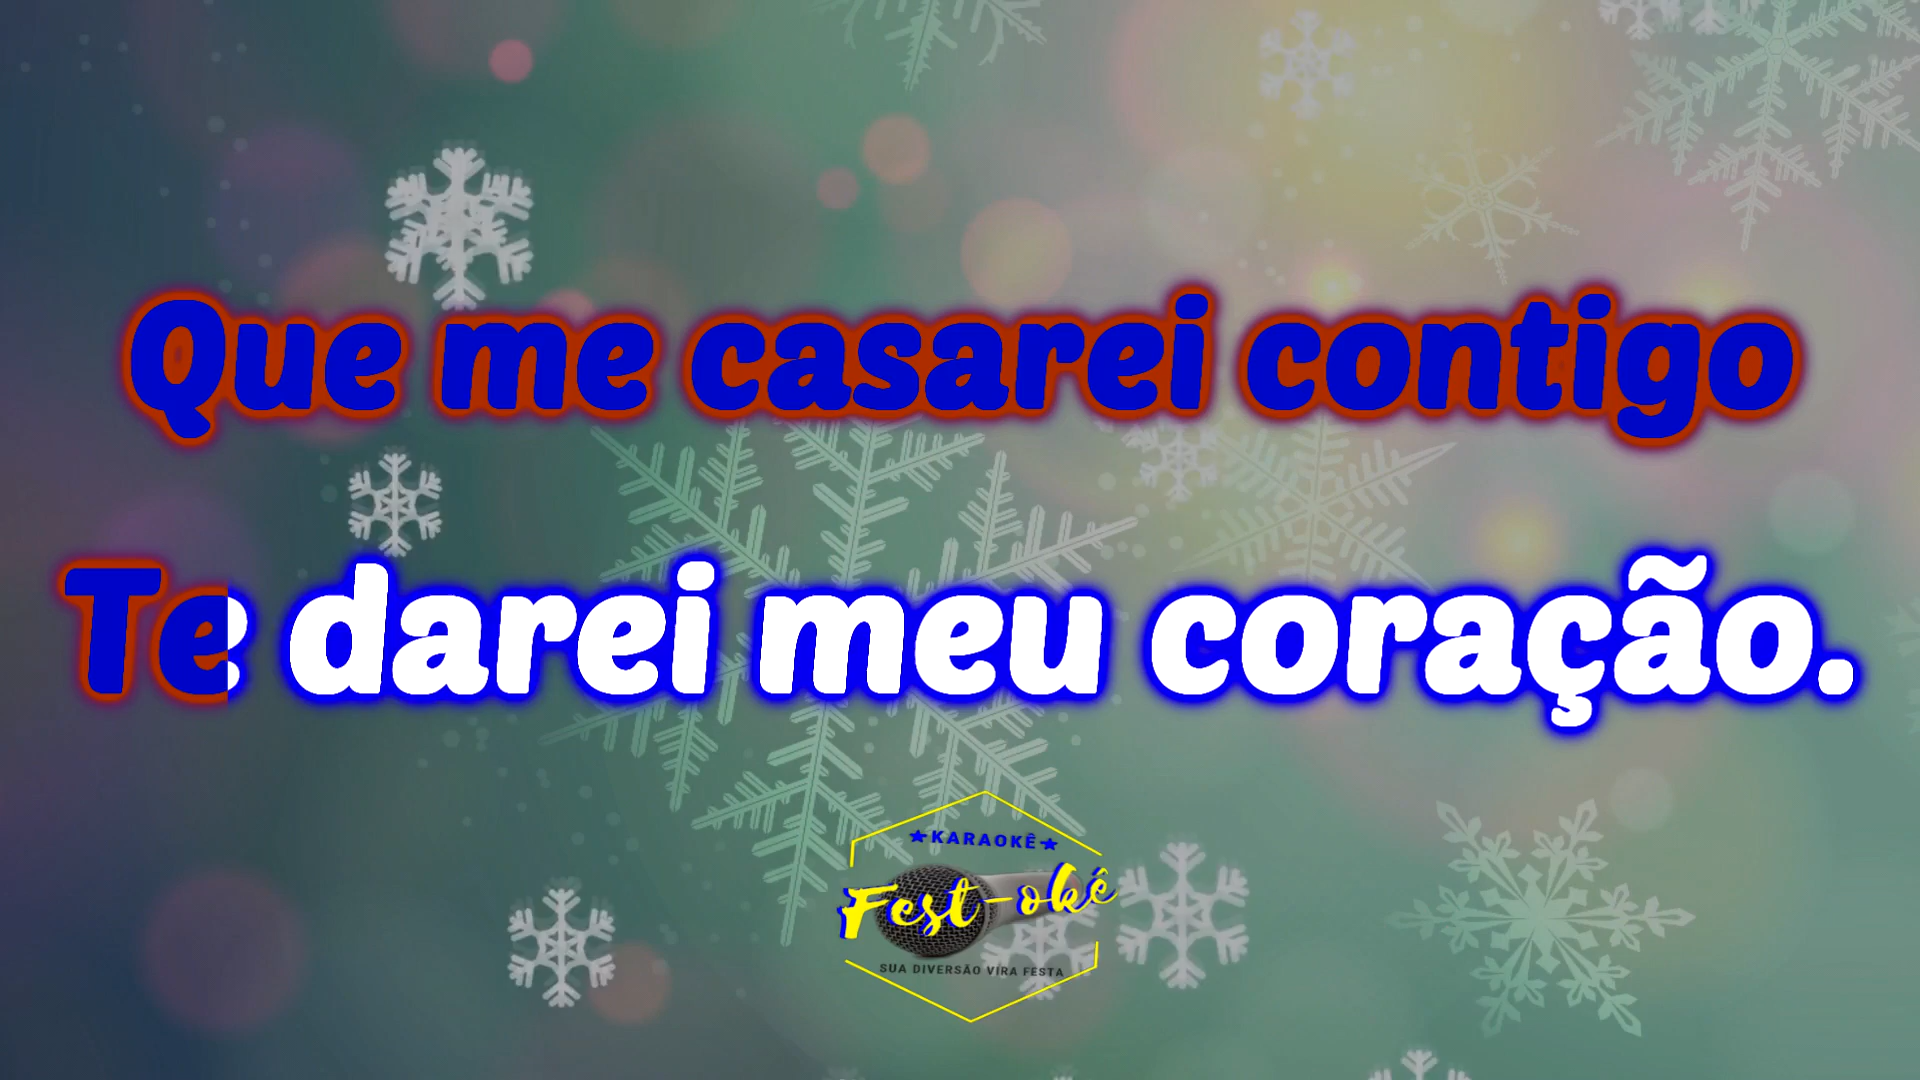 Que me casarei contigo
Te darei meu coração.
★KARAOKÊ★
Fest-okê
SUA DIVERSÃO VIRA FESTA